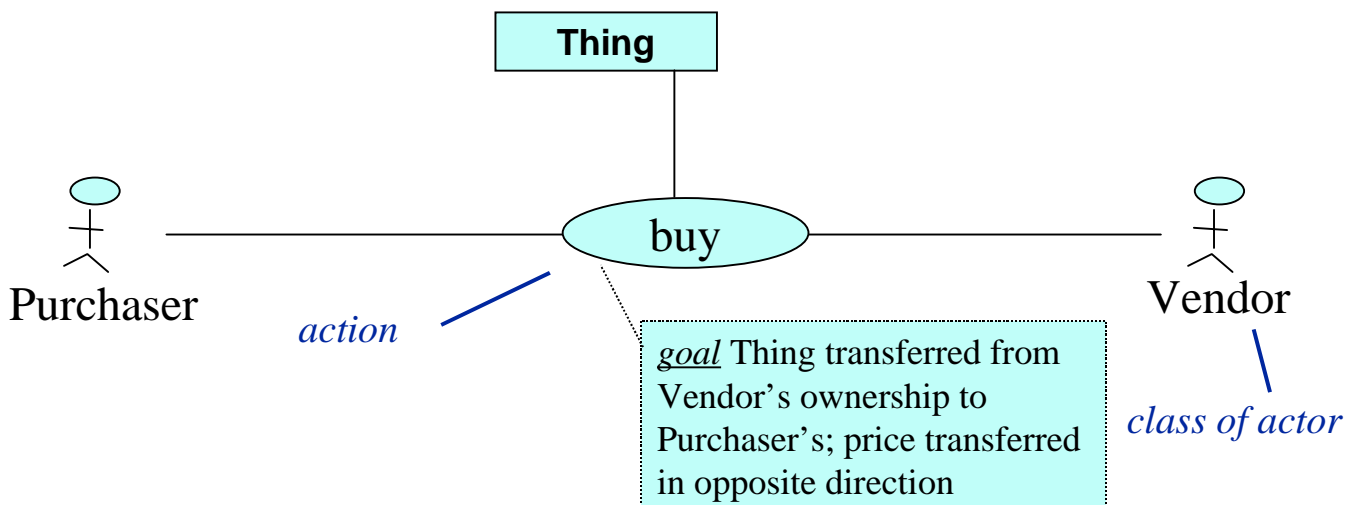 Thing
buy
Purchaser
Vendor
action
goal Thing transferred from
Vendor’s ownership to
Purchaser’s; price transferred
in opposite direction
class of actor